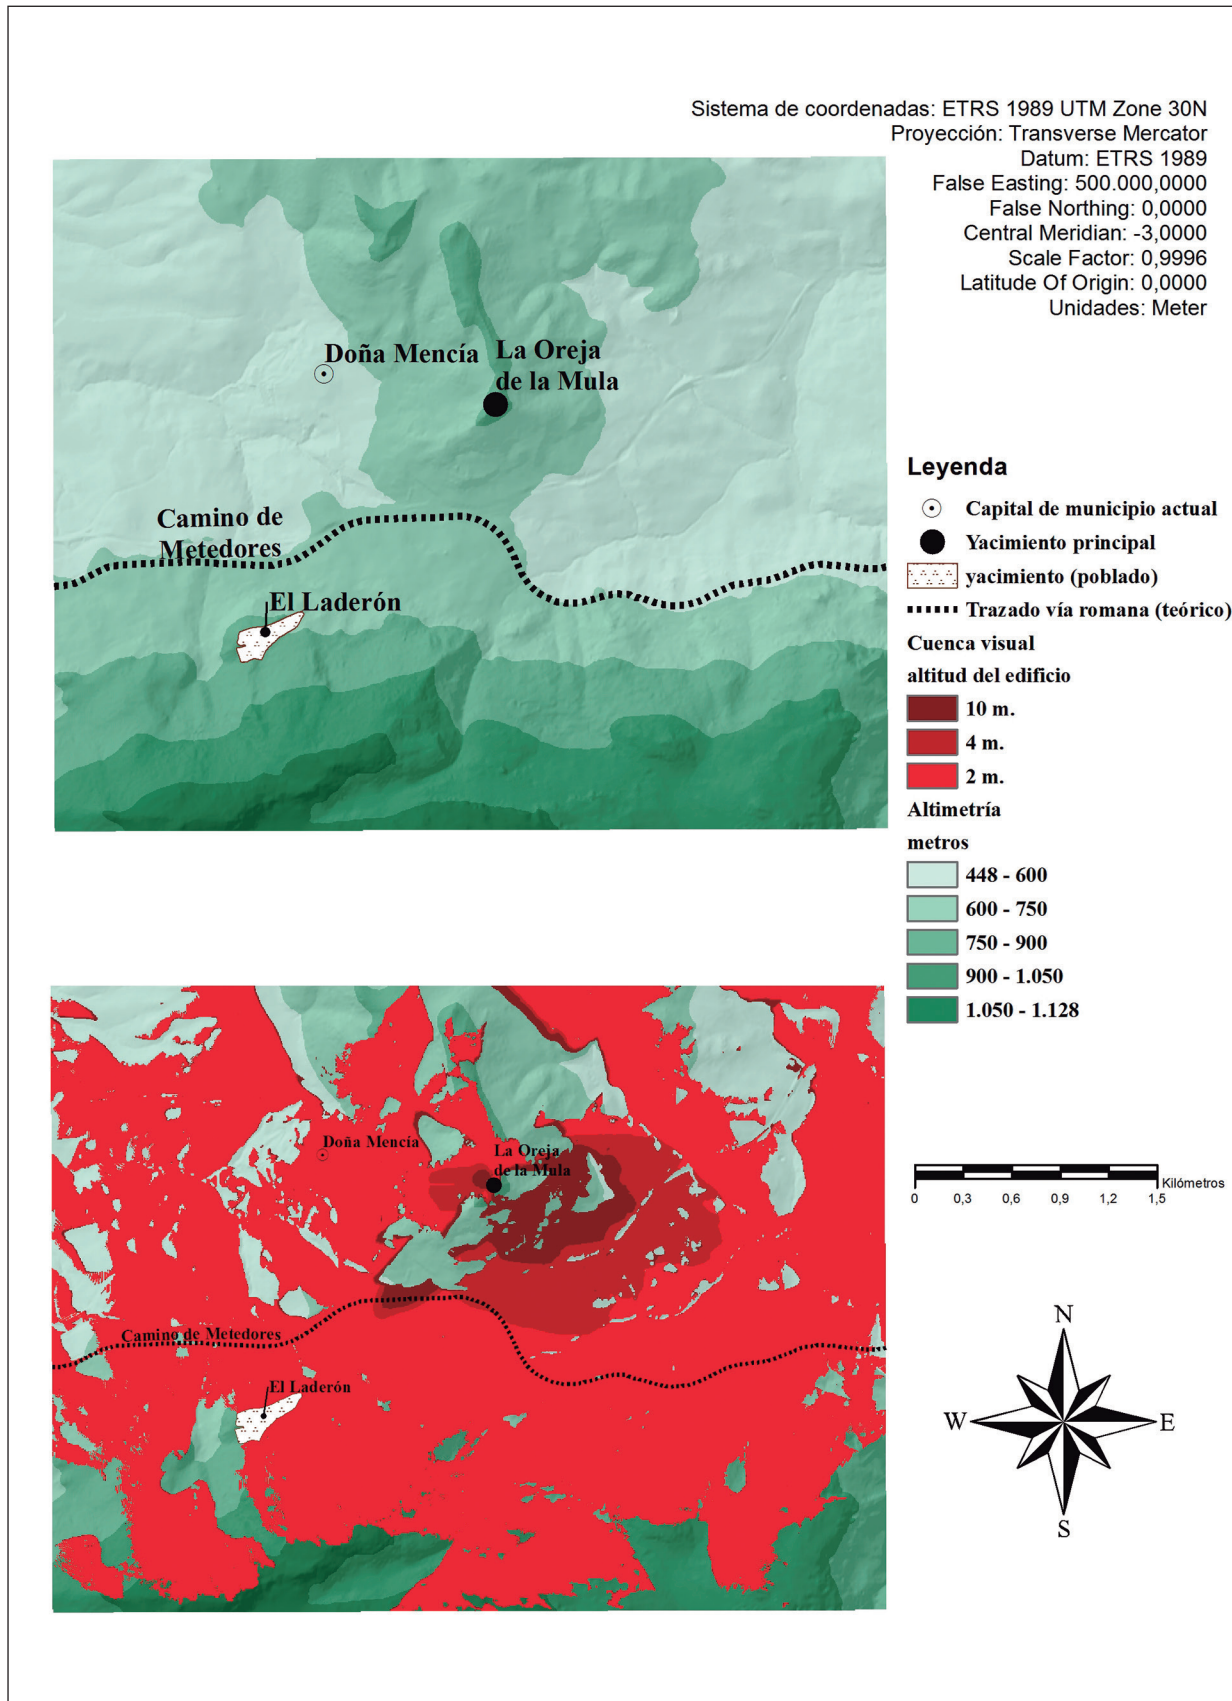 Sistema de coordenadas: ETRS 1989 UTM Zone 30N
Proyección: Transverse Mercator
Datum: ETRS 1989
False Easting: 500.000,0000
False Northing: 0,0000
Central Meridian: -3,0000
Scale Factor: 0,9996
Latitude Of Origin: 0,0000
Unidades: Meter
Doña Mencía
La Oreja
de la Mula
Camino de
Metedores
El Laderón
Leyenda
Capital de municipio actual
Yacimiento principal
yacimiento (poblado)
Trazado vía romana (teórico)
Cuenca visual
altitud del edificio
10 m.
4 m.
2 m.
Altimetría
metros
448 - 600
600 - 750
750 - 900
900 - 1.050
1.050 - 1.128
Doña Mencía
La Oreja
de la Mula
Camino de Metedores
El Laderón
Kilómetros
0 0,3 0,6 0,9 1,2 1,5
N
W E
S